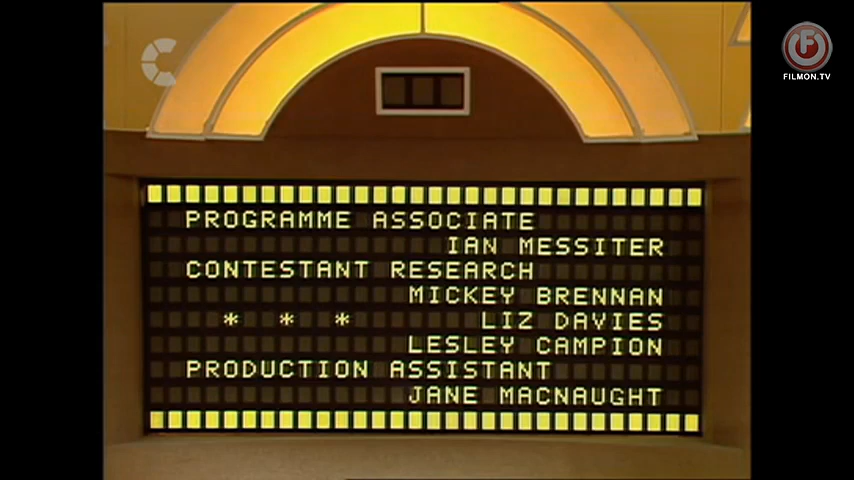 FILMON.TV
PROGRAMME ASSOCIATE
IAN MESSITER
CONTESTANT RESEARCH
MICKEY BRENNAN
* * * LIZ DAVIES
LESLEY CAMPION
PRODUCTION ASSISTANT
JANE MACNAUGHT